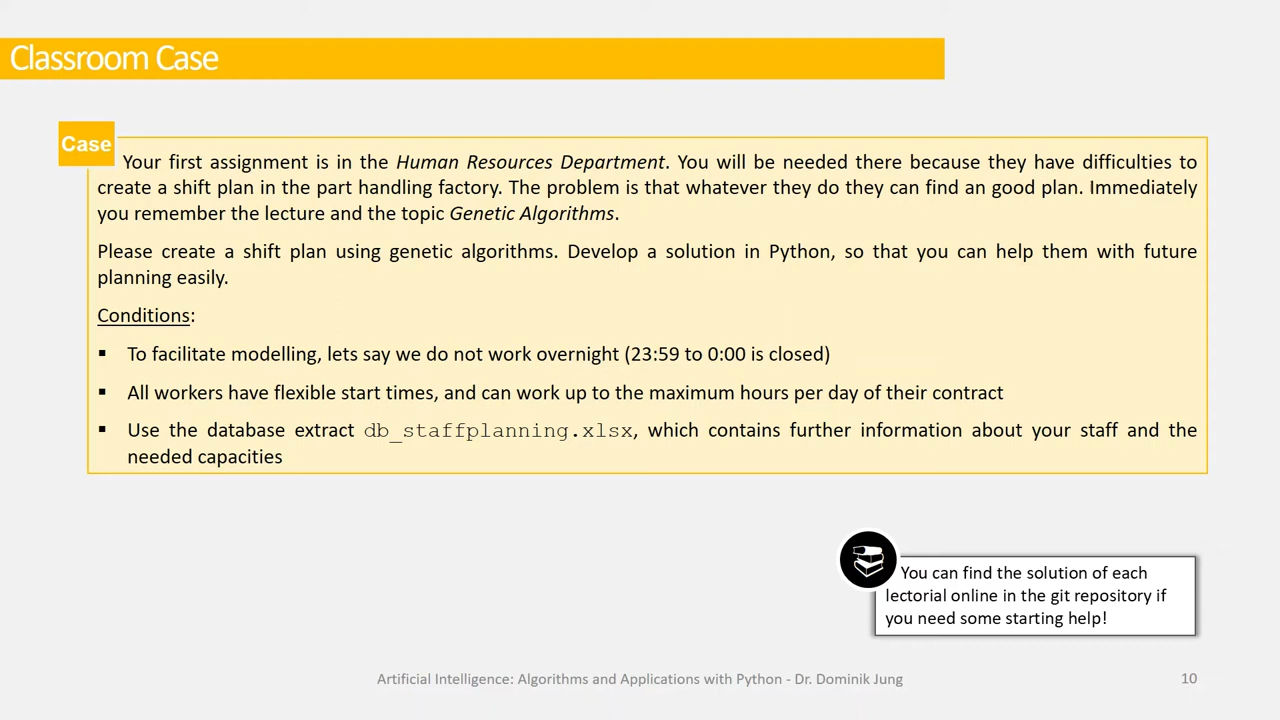 Classroom Case
Case
Your first assignment is in the Human Resources Department. You will be needed there because they have difficulties to
create a shift plan in the part handling factory. The problem is that whatever they do they can find an good plan. Immediately
you remember the lecture and the topic Genetic Algorithms.
Please create a shift plan using genetic algorithms. Develop a solution in Python, so that you can help them with future
planning easily.
Conditions:
▪ To facilitate modelling, lets say we do not work overnight (23:59 to 0:00 is closed)
▪ All workers have flexible start times, and can work up to the maximum hours per day of their contract
▪ Use the database extract db_staffplanning.xlsx, which contains further information about your staff and the
needed capacities
You can find the solution of each
lectorial online in the git repository if
you need some starting help!
Artificial Intelligence: Algorithms and Applications with Python - Dr. Dominik Jung
10